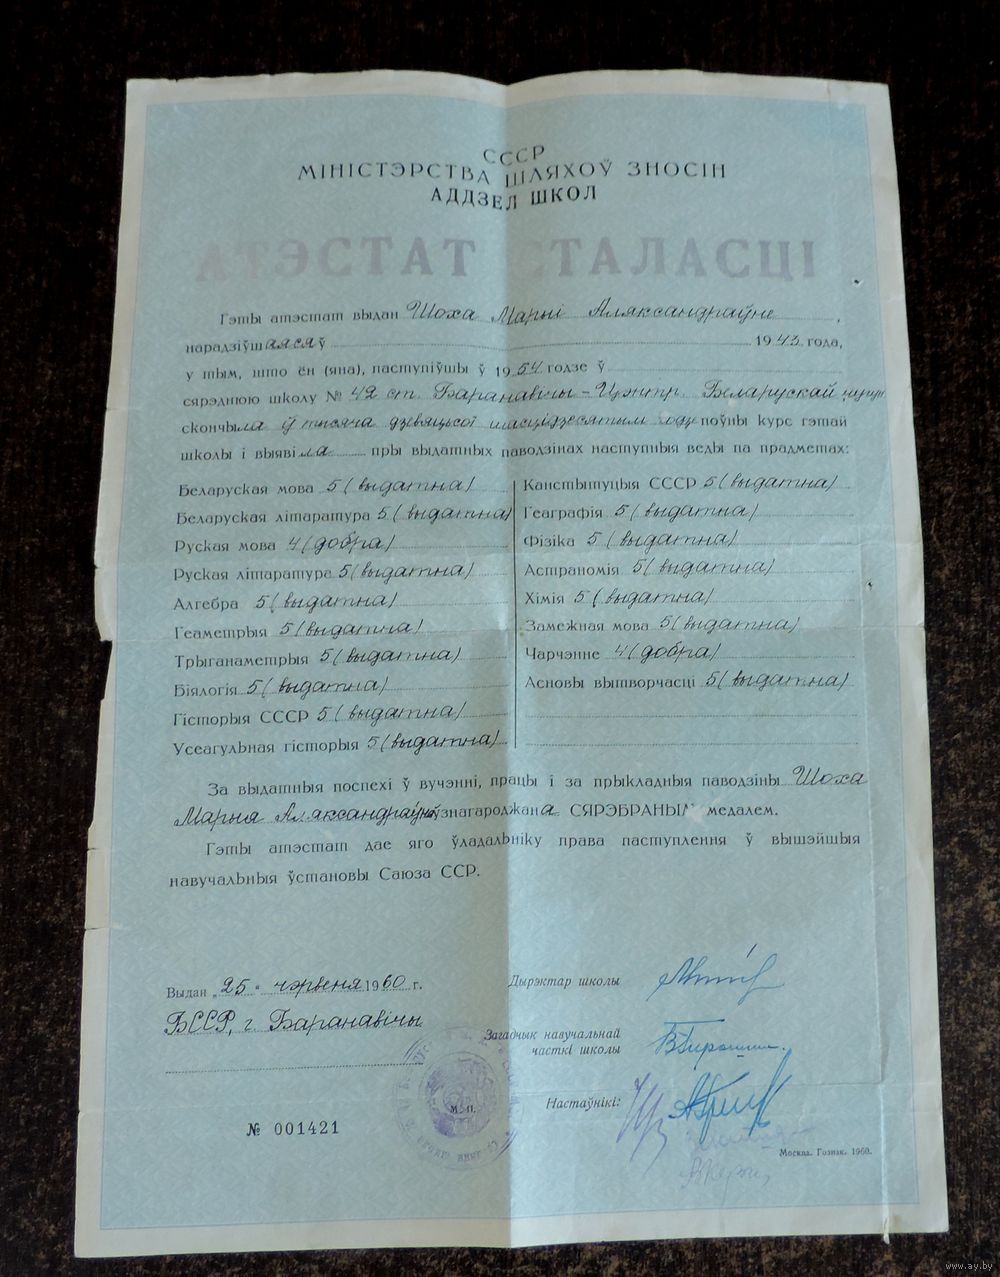 СССР
МІНІСТЭРСТВА ШЛЯХОЎ ЗНОСІН
АДДЗЕЛ ШКОЛ
АТЭСТАТ СТАЛАСЦІ
Гэты атэстат выдан Шоха Марыі Аляксандраўне,
нарадзіўшаяся ў 1943 года,
у тым, што ён (яна), паступіўшы ў 1954 годзе ў
сярэднюю школу № 42 ст. Баранавічы-Цэнтр. Беларускай чыгун
скончыла ў тысяча дзевяцьсот шасцідзесятым годзе поўны курс гэтай
школы і выявіла пры выдатных паводзінах наступныя веды па прадметах:
Беларуская мова 5 (выдатна)
Беларуская літаратура 5 (выдатна)
Руская мова 4 (добра)
Руская літаратура 5 (выдатна)
Алгебра 5 (выдатна)
Геаметрыя 5 (выдатна)
Трыганаметрыя 5 (выдатна)
Біялогія 5 (выдатна)
Гісторыя СССР 5 (выдатна)
Усеагульная гісторыя 5 (выдатна)
Канстытуцыя СССР 5 (выдатна)
Геаграфія 5 (выдатна)
Фізіка 5 (выдатна)
Астраномія 5 (выдатна)
Хімія 5 (выдатна)
Замежная мова 5 (выдатна)
Чарчэнне 4 (добра)
Асновы вытворчасці 5 (выдатна)
За выдатныя поспехі ў вучэнні, працы і за прыкладныя паводзіны Шоха
Марыя Аляксандраўна ўзнагароджана СЯРЭБРАНЫМ медалем.
Гэты атэстат дае яго ўладальніку права паступлення ў вышэйшыя
навучальныя ўстановы Саюза ССР.
Выдан „25" чэрвеня 1960 г.
БССР, г. Баранавічы
Дырэктар школы
Загадчык навучальнай
часткі школы
Настаўнікі:
М. П.
№ 001421
Москва. Гознак. 1960.
www.ay.by